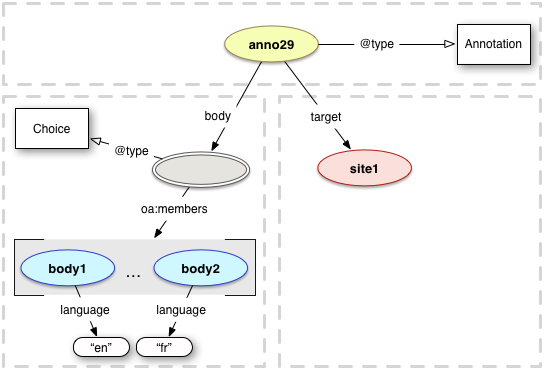 anno29
@type
Annotation
body
target
Choice
@type
site1
oa:members
body1
...
body2
language
language
“en”
“fr”